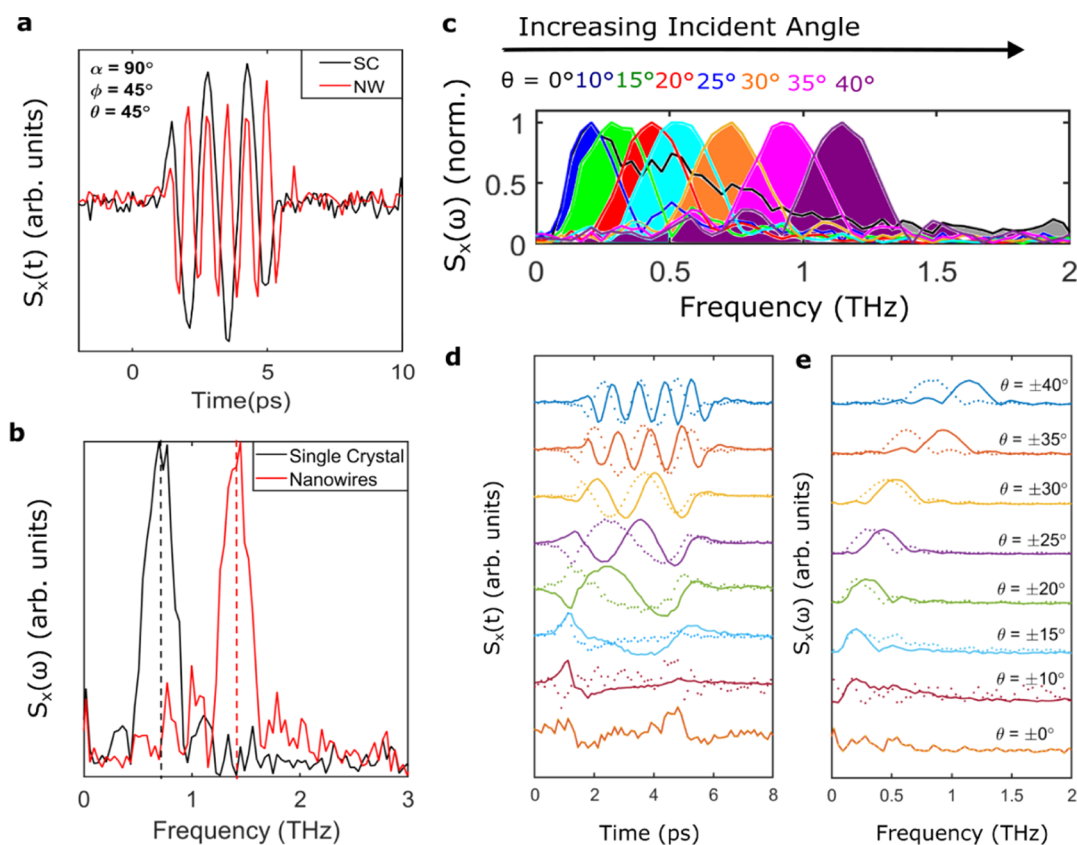 a
α = 90°
ϕ = 45°
θ = 45°
SC
NW
Sₓ(t) (arb. units)
0 5 10
Time(ps)
b
Single Crystal
Nanowires
Sₓ(ω) (arb. units)
0 1 2 3
Frequency (THz)
c
Increasing Incident Angle
θ = 0° 10° 15° 20° 25° 30° 35° 40°
Sₓ(ω) (norm.)
1
0.5
0
0 0.5 1 1.5 2
Frequency (THz)
d
Sₓ(t) (arb. units)
0 2 4 6 8
Time (ps)
e
θ = ±40°
θ = ±35°
θ = ±30°
θ = ±25°
θ = ±20°
θ = ±15°
θ = ±10°
θ = ±0°
Sₓ(ω) (arb. units)
0 0.5 1 1.5 2
Frequency (THz)